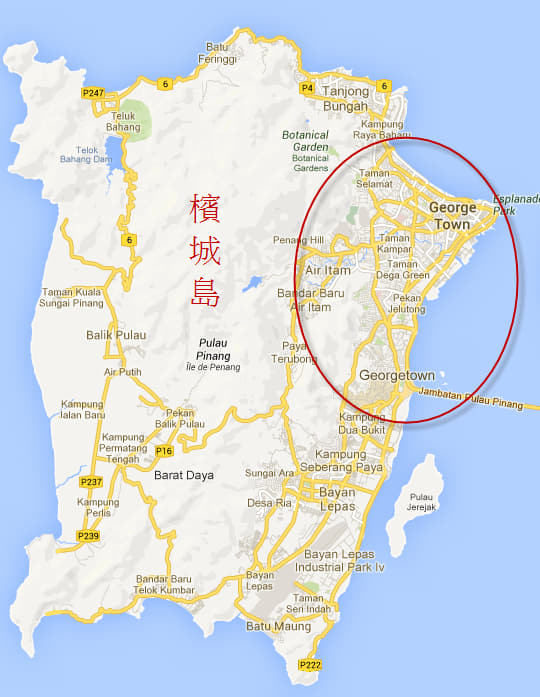 Batu
Ferringi
P247
6
P4
6
Tanjong
Bungah
Teluk
Bahang
Kampung
Raya Baharu
Botanical
Garden
Botanical
Gardens
Telok
Bahang Dam
Taman
Selamat
Esplanade
Park
George
Town
檳城島
6
Penang Hill
Taman
Kampar
Air Itam
Taman
Dega Green
Bandar Baru
Air Itam
Pekan
Jelutong
Taman Kuala
Sungai Pinang
Balik Pulau
Pulau
Pinang
Île de Penang
Paya
Terubong
Air Putih
Georgetown
Jambatan Pulau Pinang
Kampung
Jalan Baru
Pekan
Balik Pulau
Kampung
Dua Bukit
Kampung
Permatang
Tengah
P16
Kampung
Seberang Paya
Barat Daya
Sungai Ara
P237
Bayan
Lepas
Pulau
Jerejak
Kampung
Perlis
Desa Ria
P239
Bayan Lepas
Industrial Park Iv
Bandar Baru
Telok Kumbar
Bayan
Lepas
Taman
Seri Indah
Batu Maung
P222